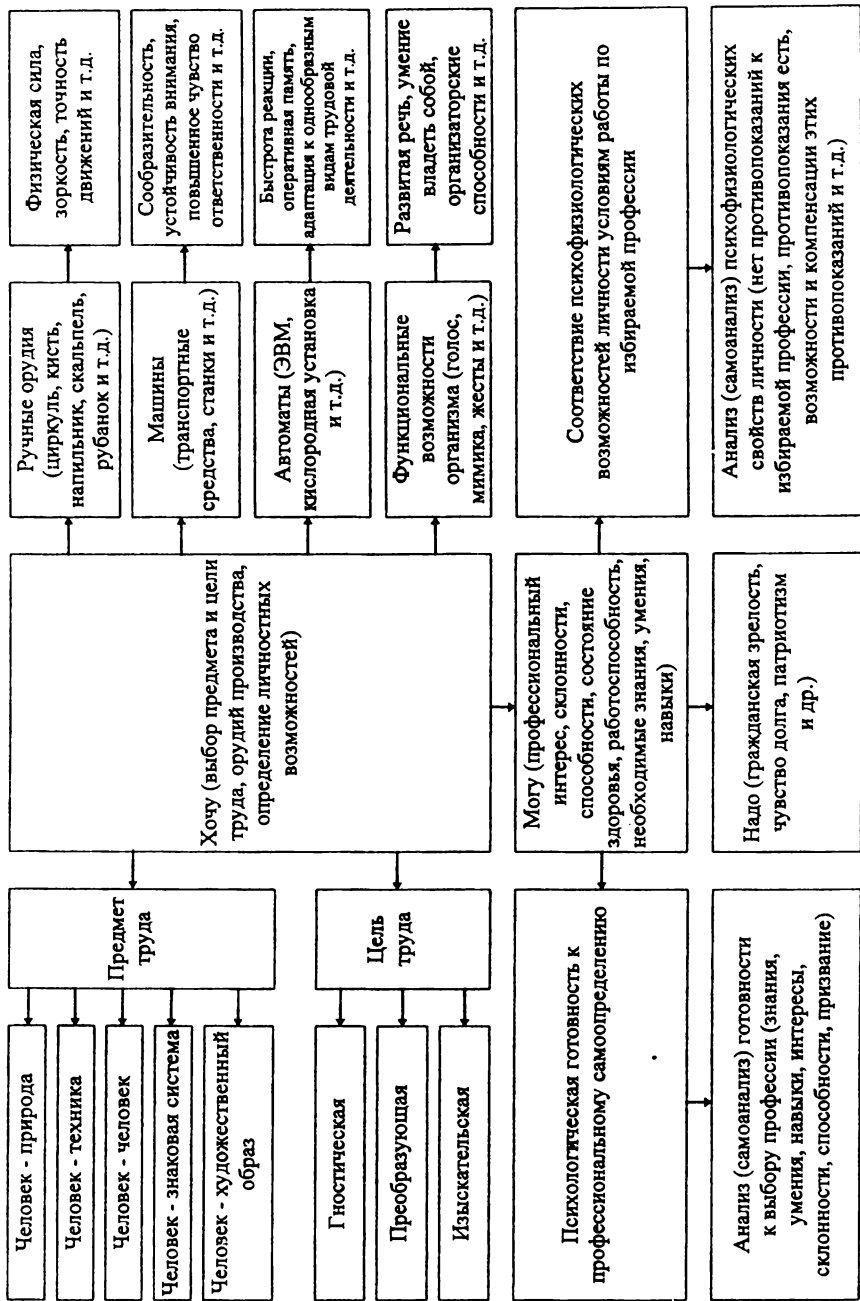 Человек - природа
Человек - техника
Человек - человек
Человек - знаковая система
Человек - художественный
образ
Предмет
труда
Гностическая
Преобразующая
Изыскательская
Цель
труда
Хочу (выбор предмета и цели
труда, орудий производства,
определение личностных
возможностей)
Ручные орудия
(циркуль, кисть,
напильник, скальпель,
рубанок и т.д.)
Физическая сила,
зоркость, точность
движений и т.д.
Машины
(транспортные
средства, станки и т.д.)
Сообразительность,
устойчивость внимания,
повышенное чувство
ответственности и т.д.
Автоматы (ЭВМ,
кислородная установка
и т.д.)
Быстрота реакции,
оперативная память,
адаптация к однообразным
видам трудовой
деятельности и т.д.
Функциональные
возможности
организма (голос,
мимика, жесты и т.д.)
Развитая речь, умение
владеть собой,
организаторские
способности и т.д.
Психологическая готовность к
профессиональному самоопределению
Могу (профессиональный
интерес, склонности,
способности, состояние
здоровья, работоспособность,
необходимые знания, умения,
навыки)
Соответствие психофизиологических
возможностей личности условиям работы по
избираемой профессии
Анализ (самоанализ) готовности
к выбору профессии (знания,
умения, навыки, интересы,
склонности, способности, призвание)
Надо (гражданская зрелость,
чувство долга, патриотизм
и др.)
Анализ (самоанализ) психофизиологических
свойств личности (нет противопоказаний к
избираемой профессии, противопоказания есть,
возможности и компенсации этих
противопоказаний и т.д.)